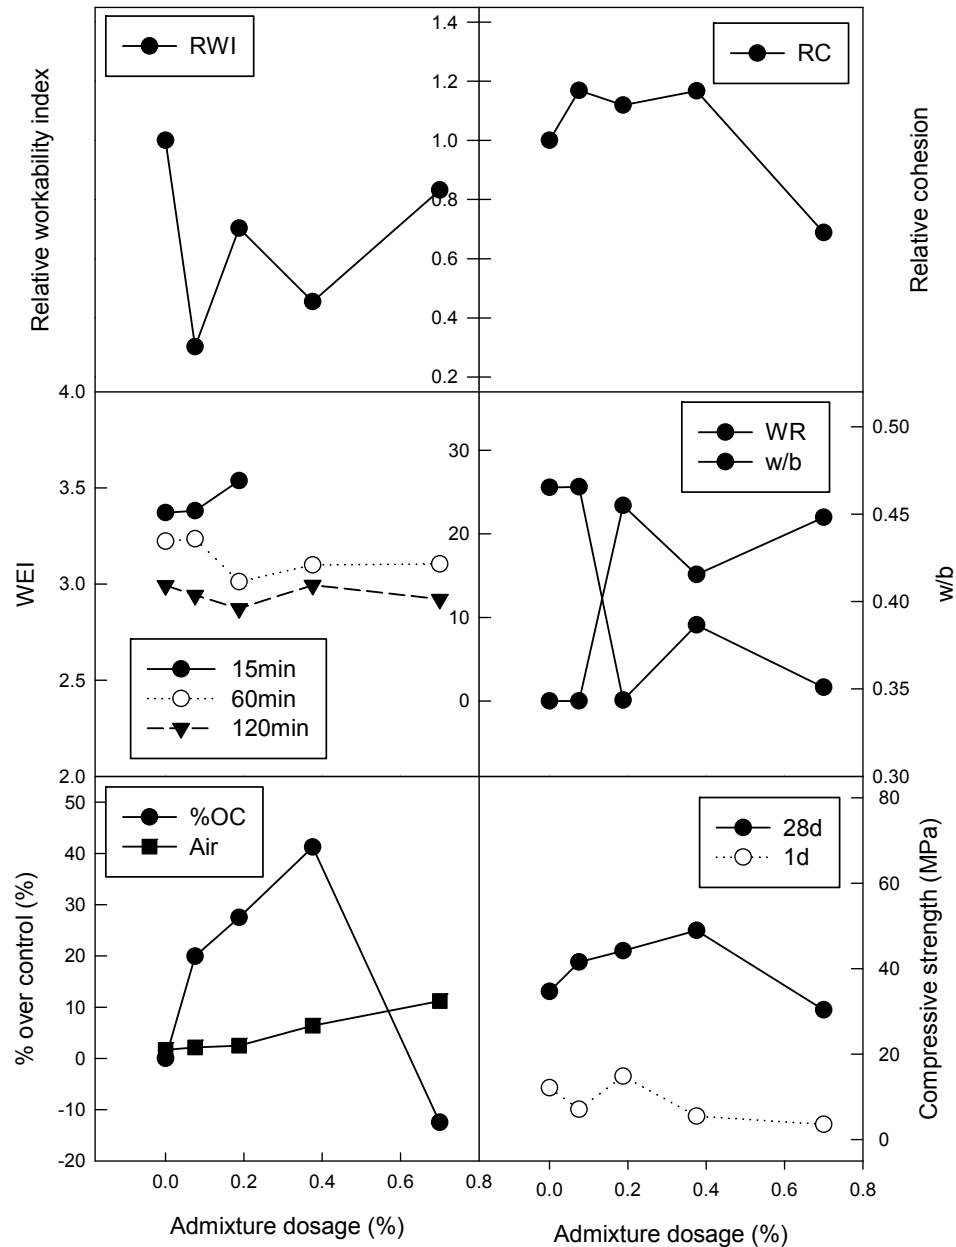 RWI
Relative workability index
1.4
1.2
1.0
0.8
0.6
0.4
0.2
RC
Relative cohesion
4.0
3.5
3.0
2.5
2.0
WEI
15min
60min
120min
30
20
10
0
WR
w/b
0.50
0.45
0.40
0.35
0.30
w/b
50
40
30
20
10
0
-10
-20
% over control (%)
%OC
Air
0.0 0.2 0.4 0.6 0.8
Admixture dosage (%)
28d
1d
80
60
40
20
0
Compressive strength (MPa)
0.0 0.2 0.4 0.6 0.8
Admixture dosage (%)